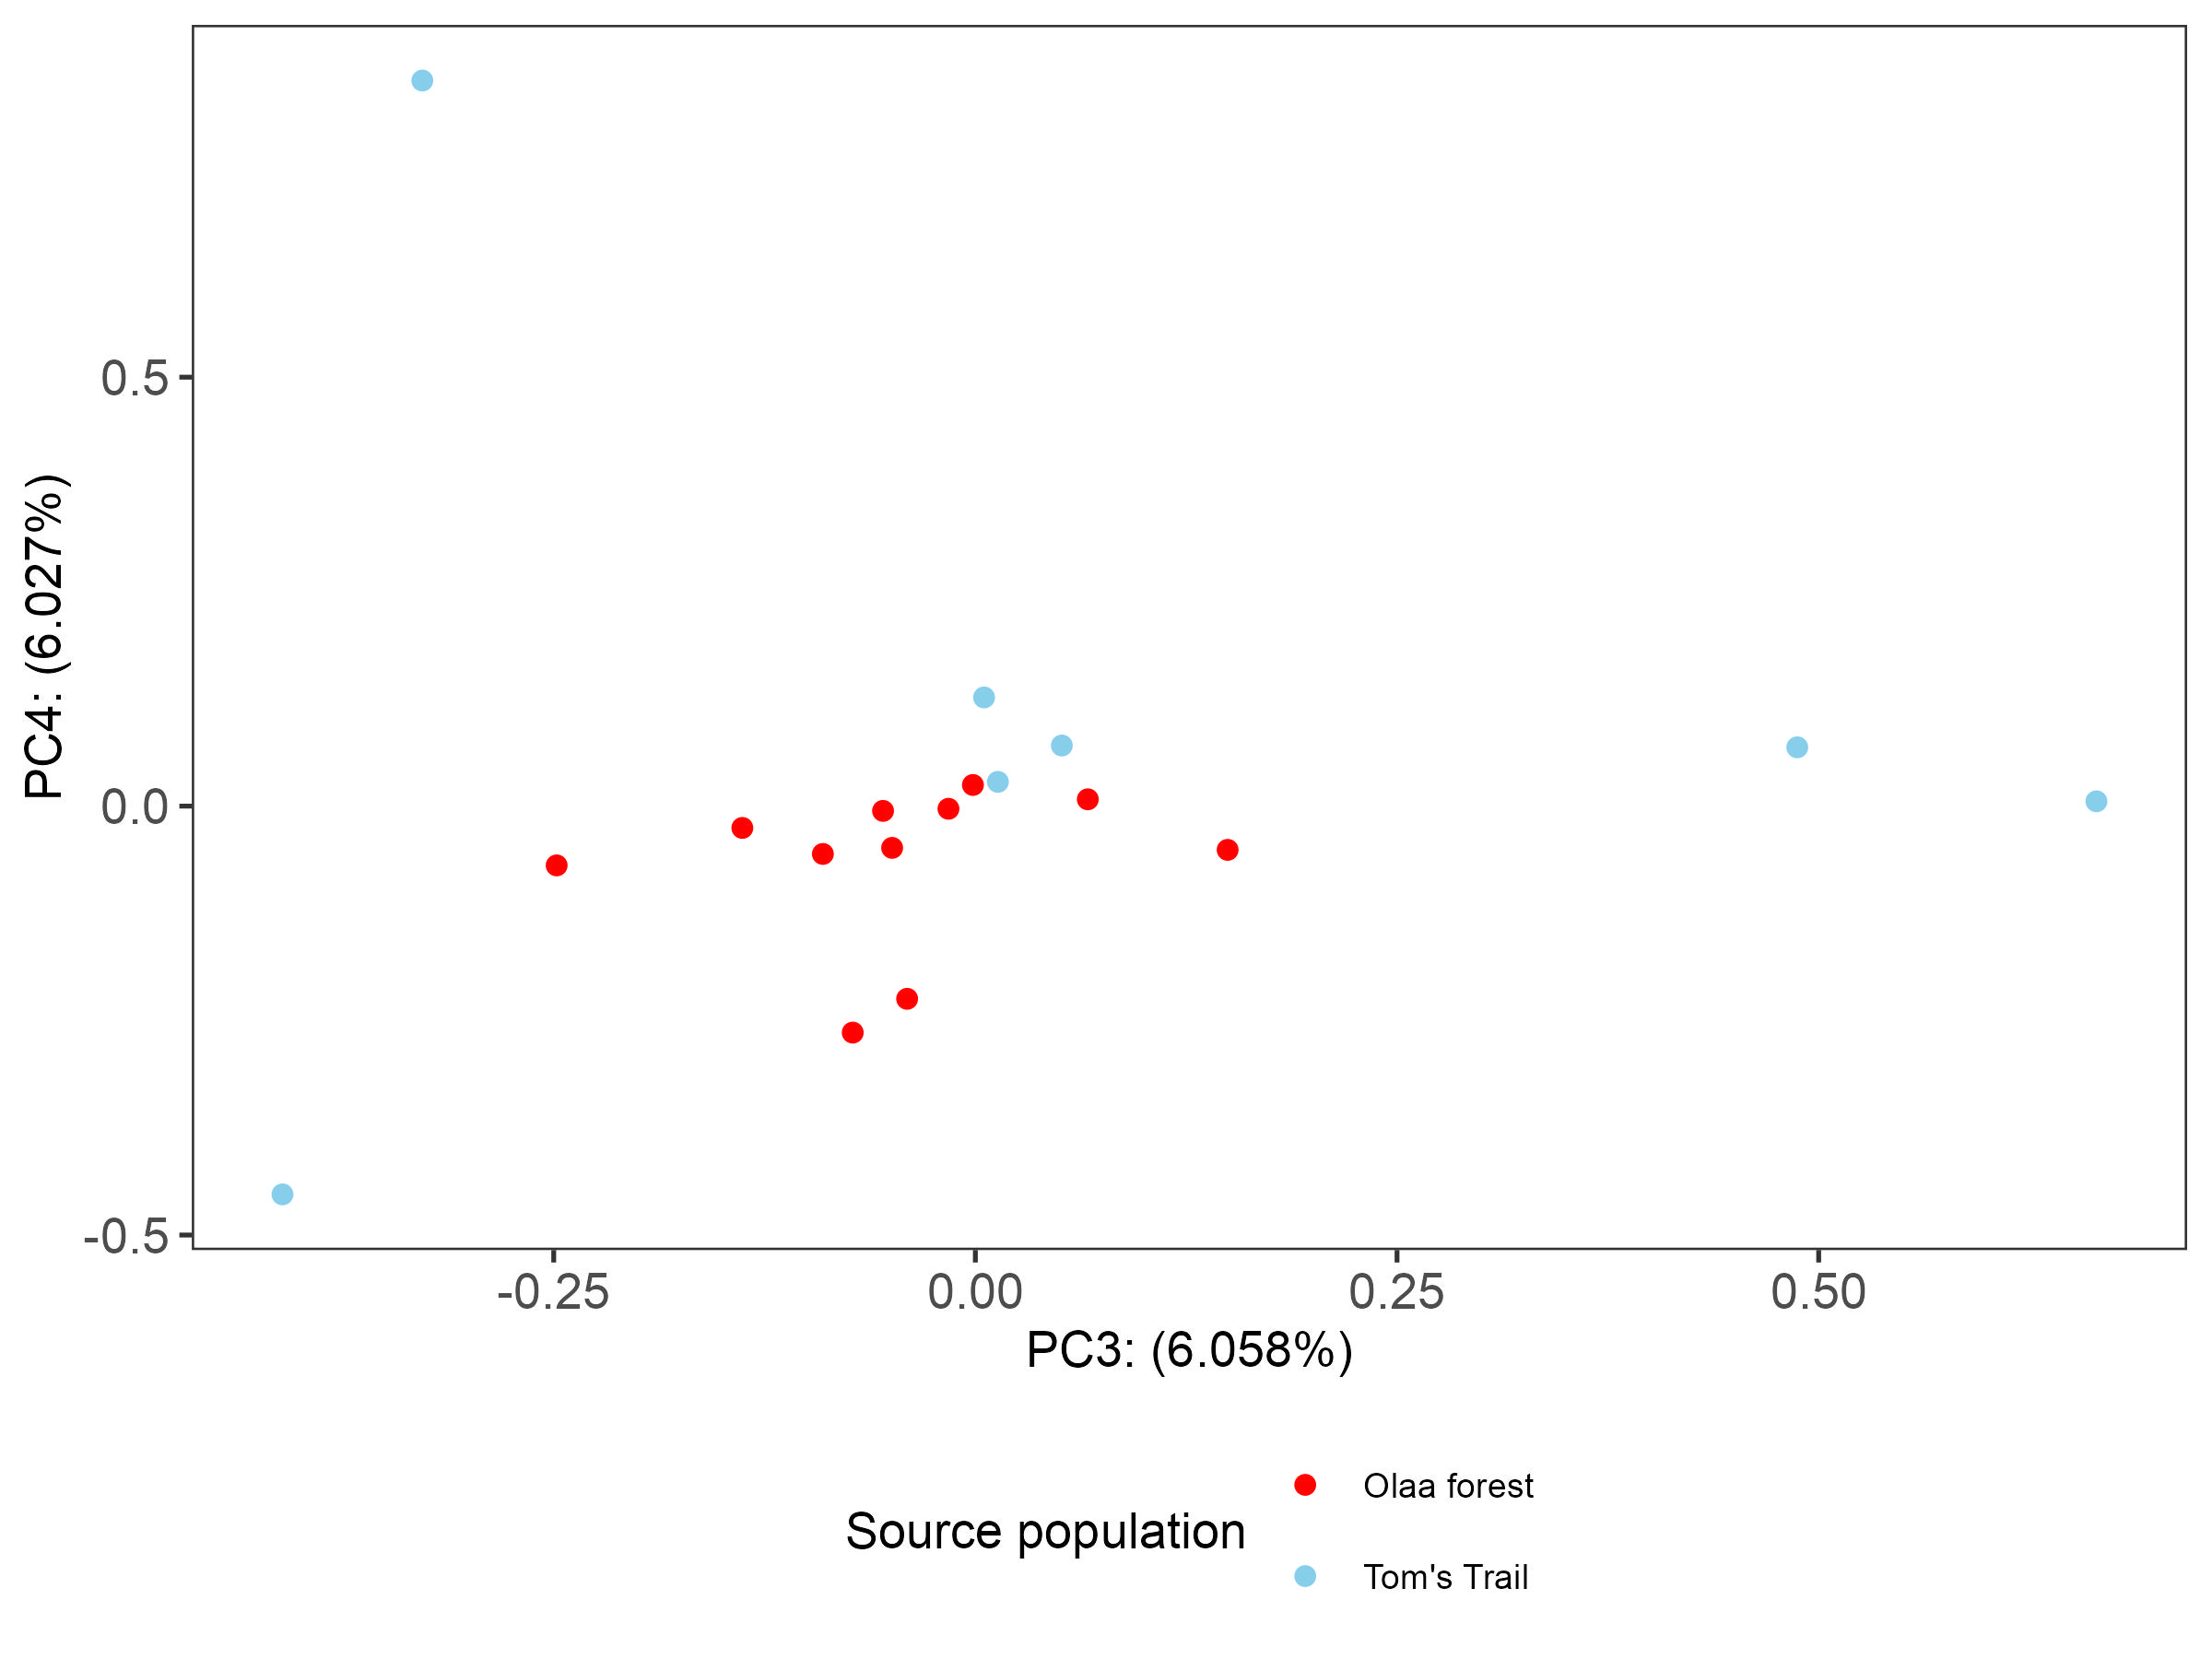 PC4: (6.027%)
0.5
0.0
-0.5
-0.25 0.00 0.25 0.50
PC3: (6.058%)
Source population
Olaa forest
Tom's Trail